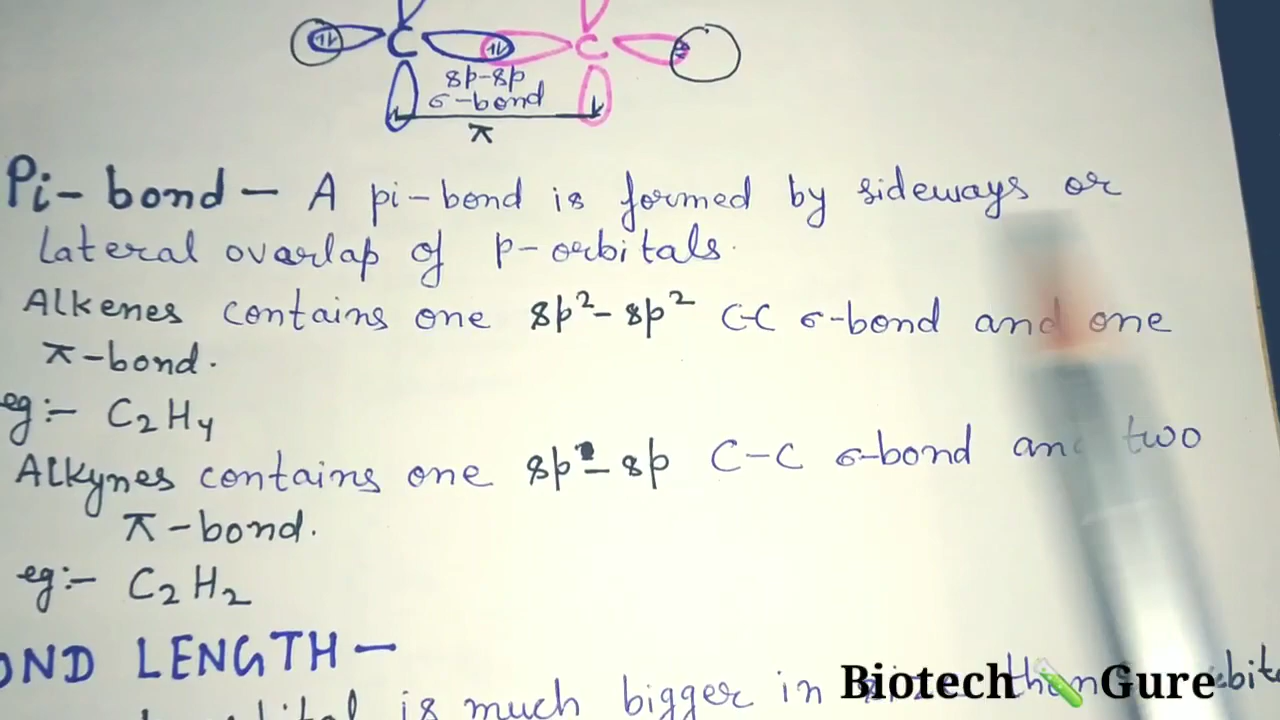 C C
sp-sp
σ-bond
π
Pi-bond - A pi-bond is formed by sideways or
Lateral overlap of p-orbitals.
Alkenes contains one sp²-sp² C-C σ-bond and one
π-bond.
eg:- C₂H₄
Alkynes contains one sp-sp C-C σ-bond and two
π-bond.
eg:- C₂H₂
OND LENGTH -
is much bigger in
Biotech Gure